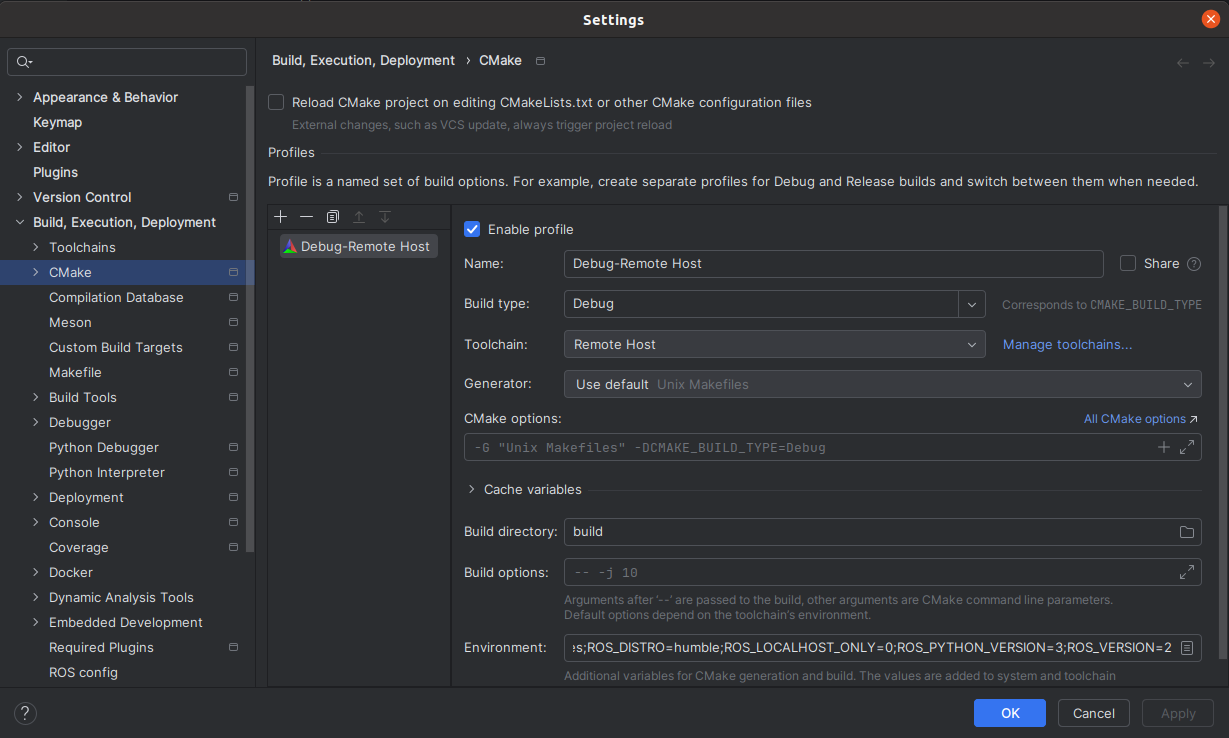 Settings
Build, Execution, Deployment › CMake
Appearance & Behavior
Keymap
Editor
Plugins
Version Control
Build, Execution, Deployment
Toolchains
CMake
Compilation Database
Meson
Custom Build Targets
Makefile
Build Tools
Debugger
Python Debugger
Python Interpreter
Deployment
Console
Coverage
Docker
Dynamic Analysis Tools
Embedded Development
Required Plugins
ROS config
Reload CMake project on editing CMakeLists.txt or other CMake configuration files
External changes, such as VCS update, always trigger project reload
Profiles
Profile is a named set of build options. For example, create separate profiles for Debug and Release builds and switch between them when needed.
Debug-Remote Host
Enable profile
Name: Debug-Remote Host Share ?
Build type: Debug Corresponds to CMAKE_BUILD_TYPE
Toolchain: Remote Host Manage toolchains...
Generator: Use default Unix Makefiles
CMake options: All CMake options ↗
-G "Unix Makefiles" -DCMAKE_BUILD_TYPE=Debug
Cache variables
Build directory: build
Build options: -- -j 10
Arguments after '--' are passed to the build, other arguments are CMake command line parameters.
Default options depend on the toolchain's environment.
Environment: es;ROS_DISTRO=humble;ROS_LOCALHOST_ONLY=0;ROS_PYTHON_VERSION=3;ROS_VERSION=2
Additional variables for CMake generation and build. The values are added to system and toolchain
? OK Cancel Apply